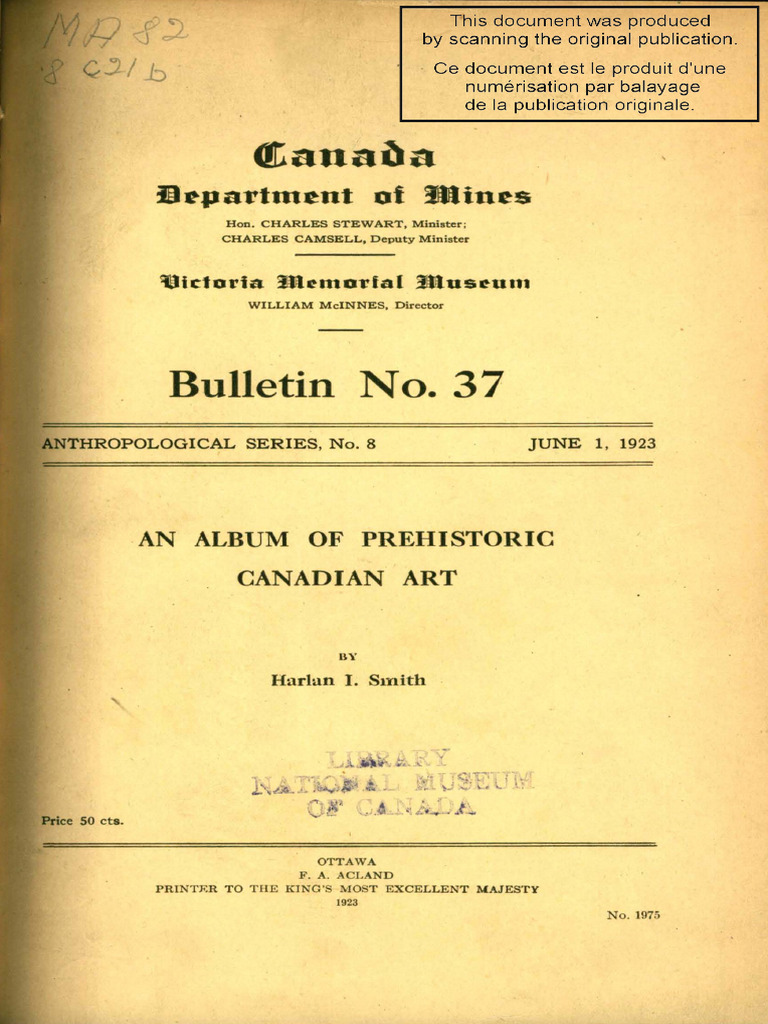 MA 82
8 C21b
This document was produced
by scanning the original publication.
Ce document est le produit d'une
numérisation par balayage
de la publication originale.
Canada
Department of Mines
Hon. CHARLES STEWART, Minister;
CHARLES CAMSELL, Deputy Minister
Victoria Memorial Museum
WILLIAM McINNES, Director
Bulletin No. 37
ANTHROPOLOGICAL SERIES, No. 8 JUNE 1, 1923
AN ALBUM OF PREHISTORIC
CANADIAN ART
BY
Harlan I. Smith
LIBRARY
NATIONAL MUSEUM
OF CANADA
Price 50 cts.
OTTAWA
F. A. ACLAND
PRINTER TO THE KING'S MOST EXCELLENT MAJESTY
1923
No. 1975